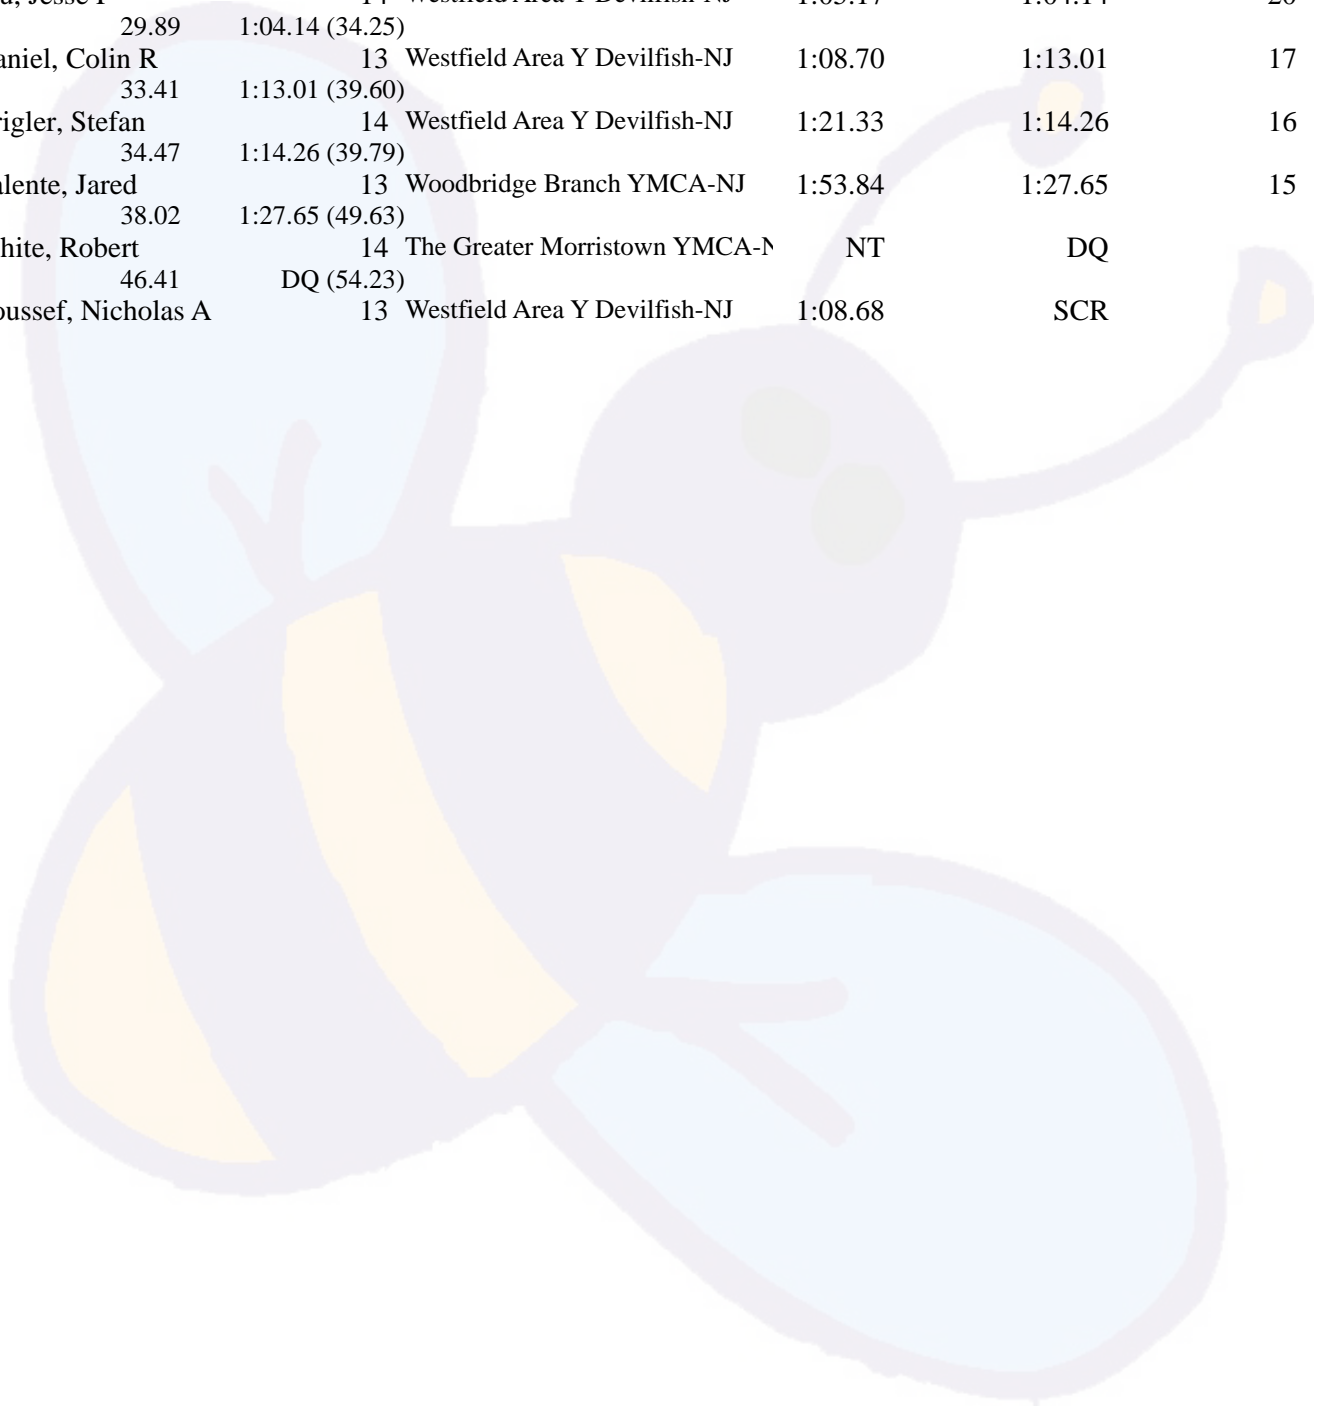 29.89 1:04.14 (34.25)
aniel, Colin R 13 Westfield Area Y Devilfish-NJ 1:08.70 1:13.01 17
33.41 1:13.01 (39.60)
rigler, Stefan 14 Westfield Area Y Devilfish-NJ 1:21.33 1:14.26 16
34.47 1:14.26 (39.79)
alente, Jared 13 Woodbridge Branch YMCA-NJ 1:53.84 1:27.65 15
38.02 1:27.65 (49.63)
hite, Robert 14 The Greater Morristown YMCA-N NT DQ
46.41 DQ (54.23)
oussef, Nicholas A 13 Westfield Area Y Devilfish-NJ 1:08.68 SCR